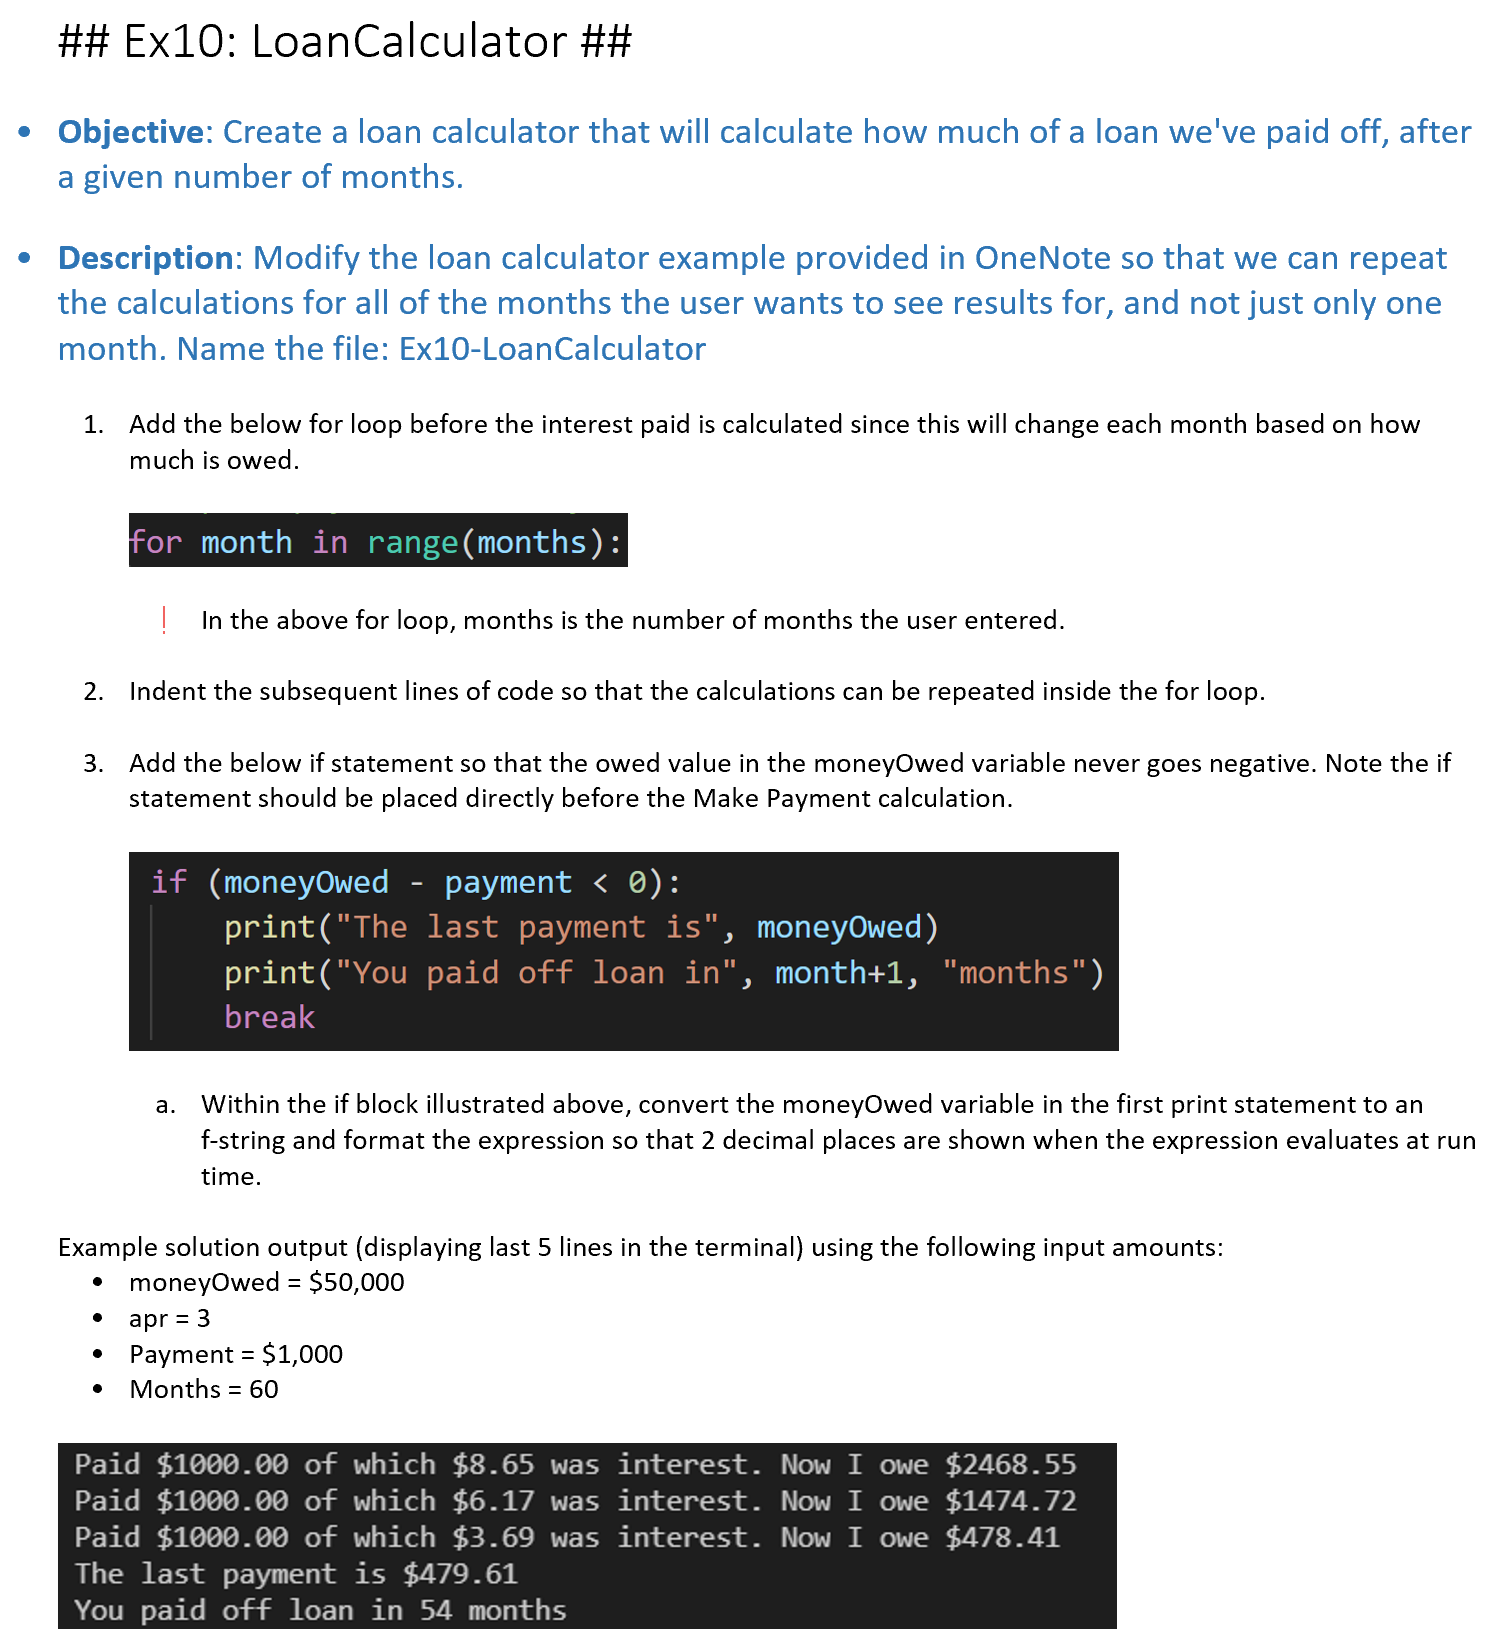 ## Ex10: LoanCalculator ##
• Objective: Create a loan calculator that will calculate how much of a loan we've paid off, after
a given number of months.
• Description: Modify the loan calculator example provided in OneNote so that we can repeat
the calculations for all of the months the user wants to see results for, and not just only one
month. Name the file: Ex10-LoanCalculator
1. Add the below for loop before the interest paid is calculated since this will change each month based on how
much is owed.
for month in range(months):
! In the above for loop, months is the number of months the user entered.
2. Indent the subsequent lines of code so that the calculations can be repeated inside the for loop.
3. Add the below if statement so that the owed value in the moneyOwed variable never goes negative. Note the if
statement should be placed directly before the Make Payment calculation.
if (moneyOwed - payment < 0):
print("The last payment is", moneyOwed)
print("You paid off loan in", month+1, "months")
break
a. Within the if block illustrated above, convert the moneyOwed variable in the first print statement to an
f-string and format the expression so that 2 decimal places are shown when the expression evaluates at run
time.
Example solution output (displaying last 5 lines in the terminal) using the following input amounts:
• moneyOwed = $50,000
• apr = 3
• Payment = $1,000
• Months = 60
Paid $1000.00 of which $8.65 was interest. Now I owe $2468.55
Paid $1000.00 of which $6.17 was interest. Now I owe $1474.72
Paid $1000.00 of which $3.69 was interest. Now I owe $478.41
The last payment is $479.61
You paid off loan in 54 months